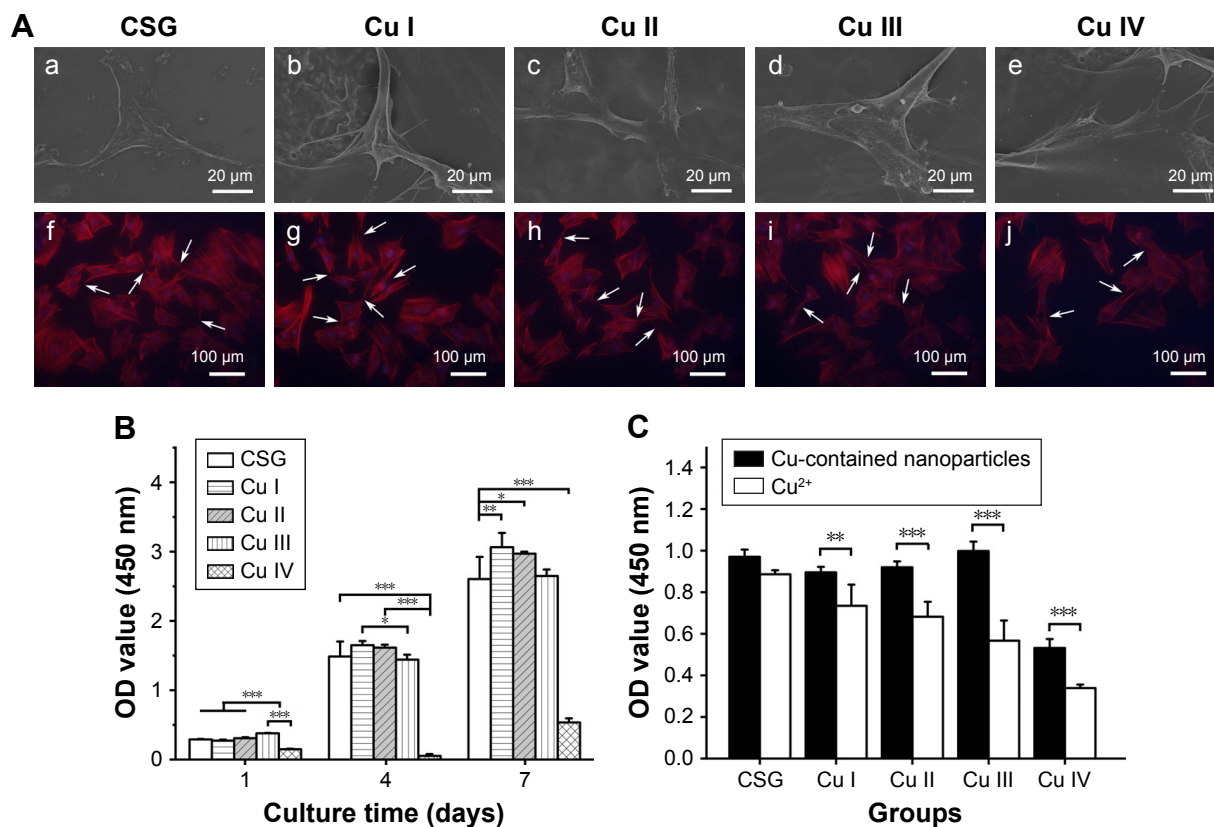 A
CSG Cu I Cu II Cu III Cu IV
a b c d e
20 µm 20 µm 20 µm 20 µm 20 µm
f g h i j
100 µm 100 µm 100 µm 100 µm 100 µm
B
OD value (450 nm)
4
3
2
1
0
CSG
Cu I
Cu II
Cu III
Cu IV
***
***
***
***
*
***
*
**
1 4 7
Culture time (days)
C
OD value (450 nm)
1.4
1.2
1.0
0.8
0.6
0.4
0.2
0.0
Cu-contained nanoparticles
Cu²⁺
**
***
***
***
CSG Cu I Cu II Cu III Cu IV
Groups